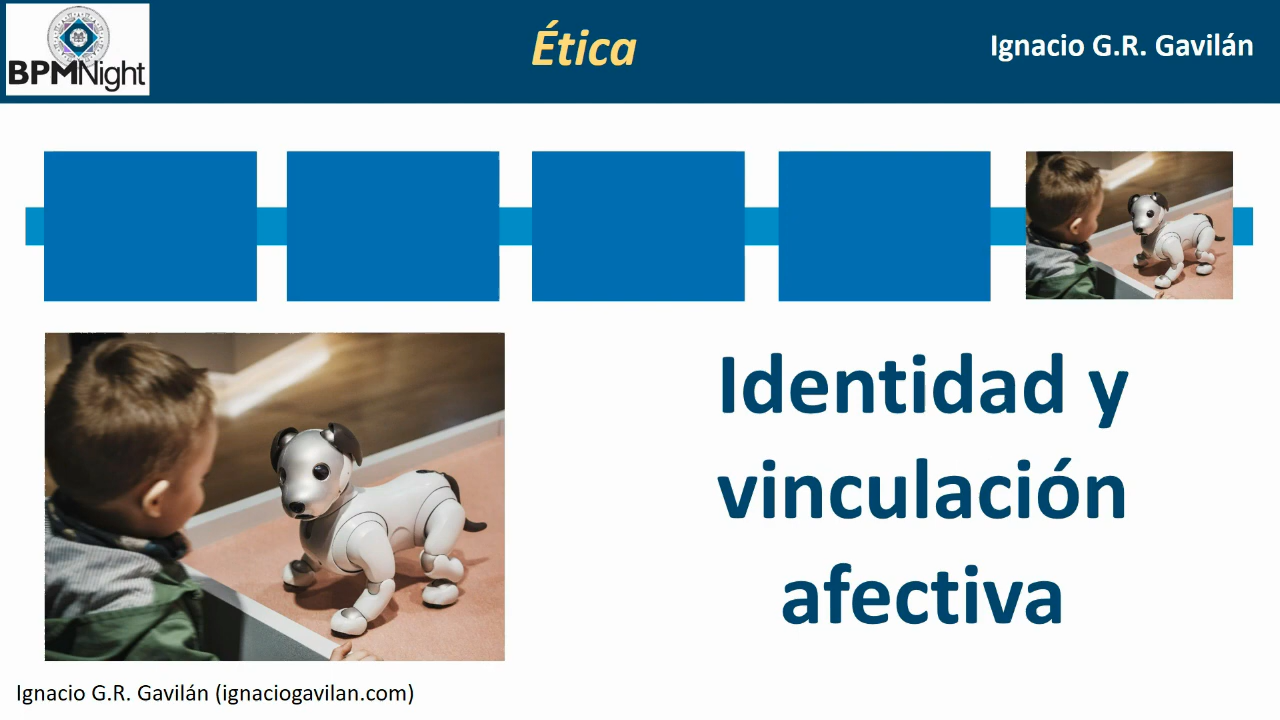 BPMNight
Ética
Ignacio G.R. Gavilán
Identidad y
vinculación
afectiva
Ignacio G.R. Gavilán (ignaciogavilan.com)